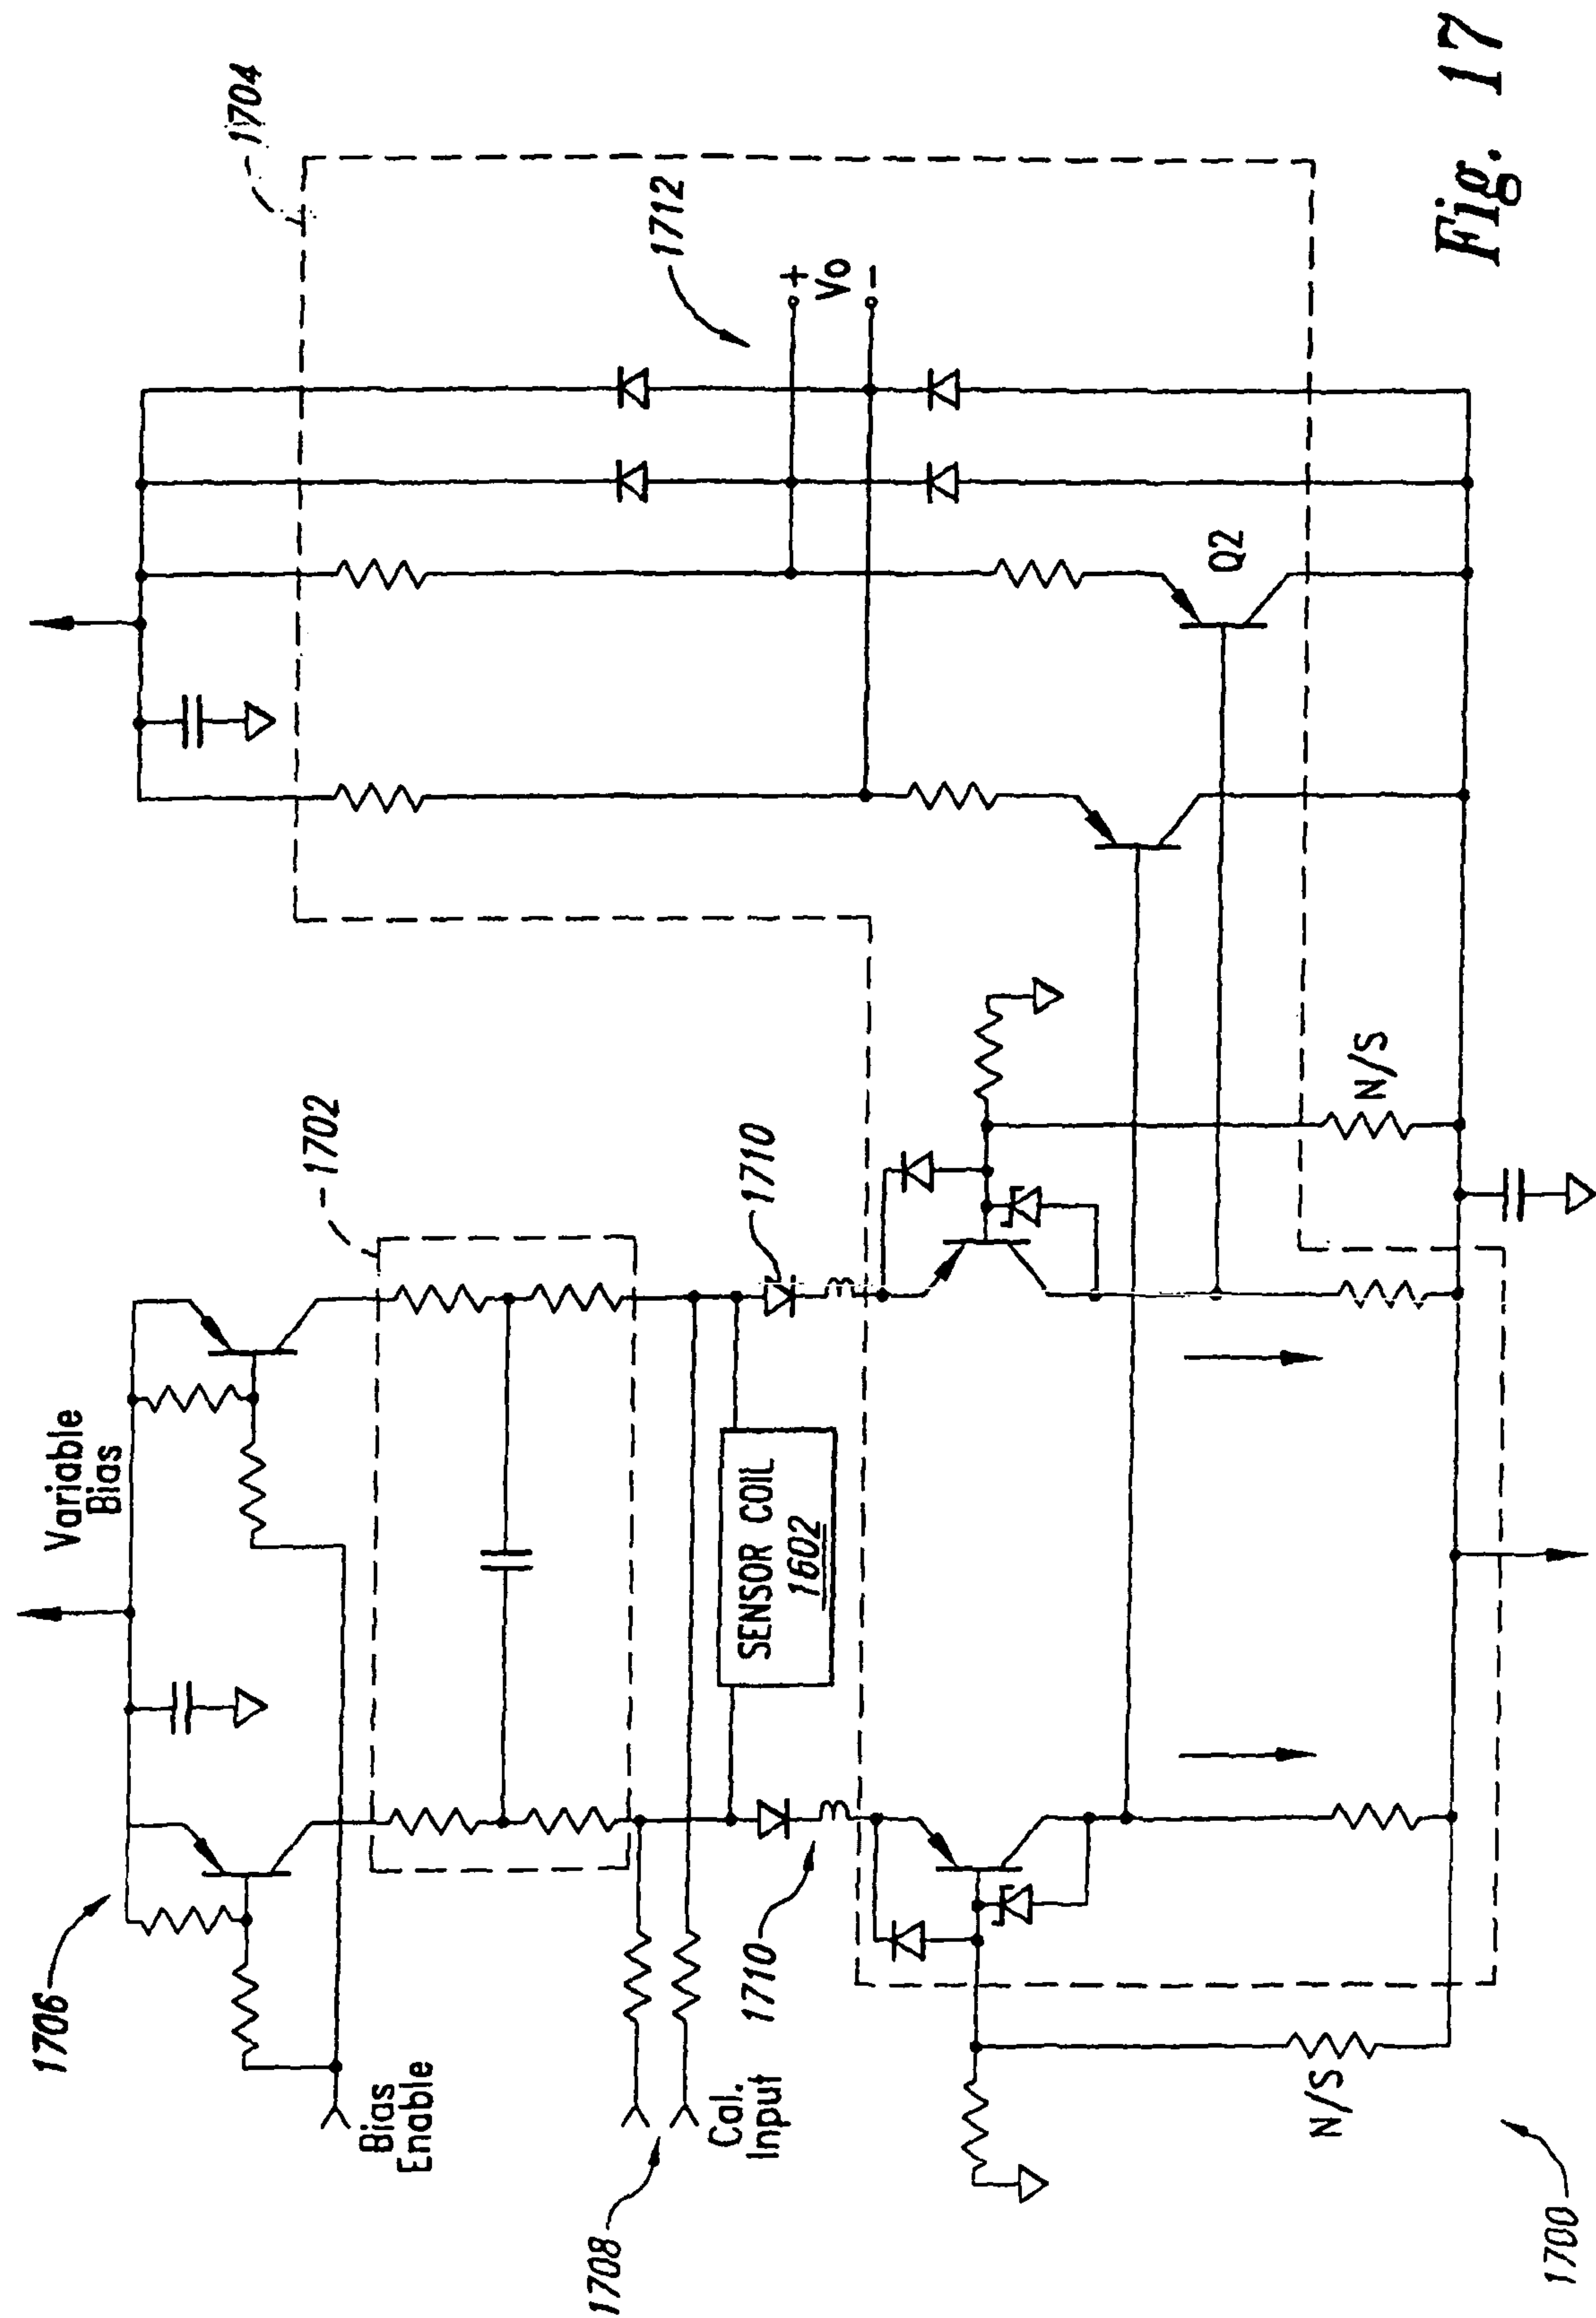 1706
Variable
Bias
1702
1704
Bias
Enable
1708
Cal.
Input
1710
SENSOR COIL
1602
1710
1712
+
Vo
-
Q2
N/S
N/S
1700
Fig. 17